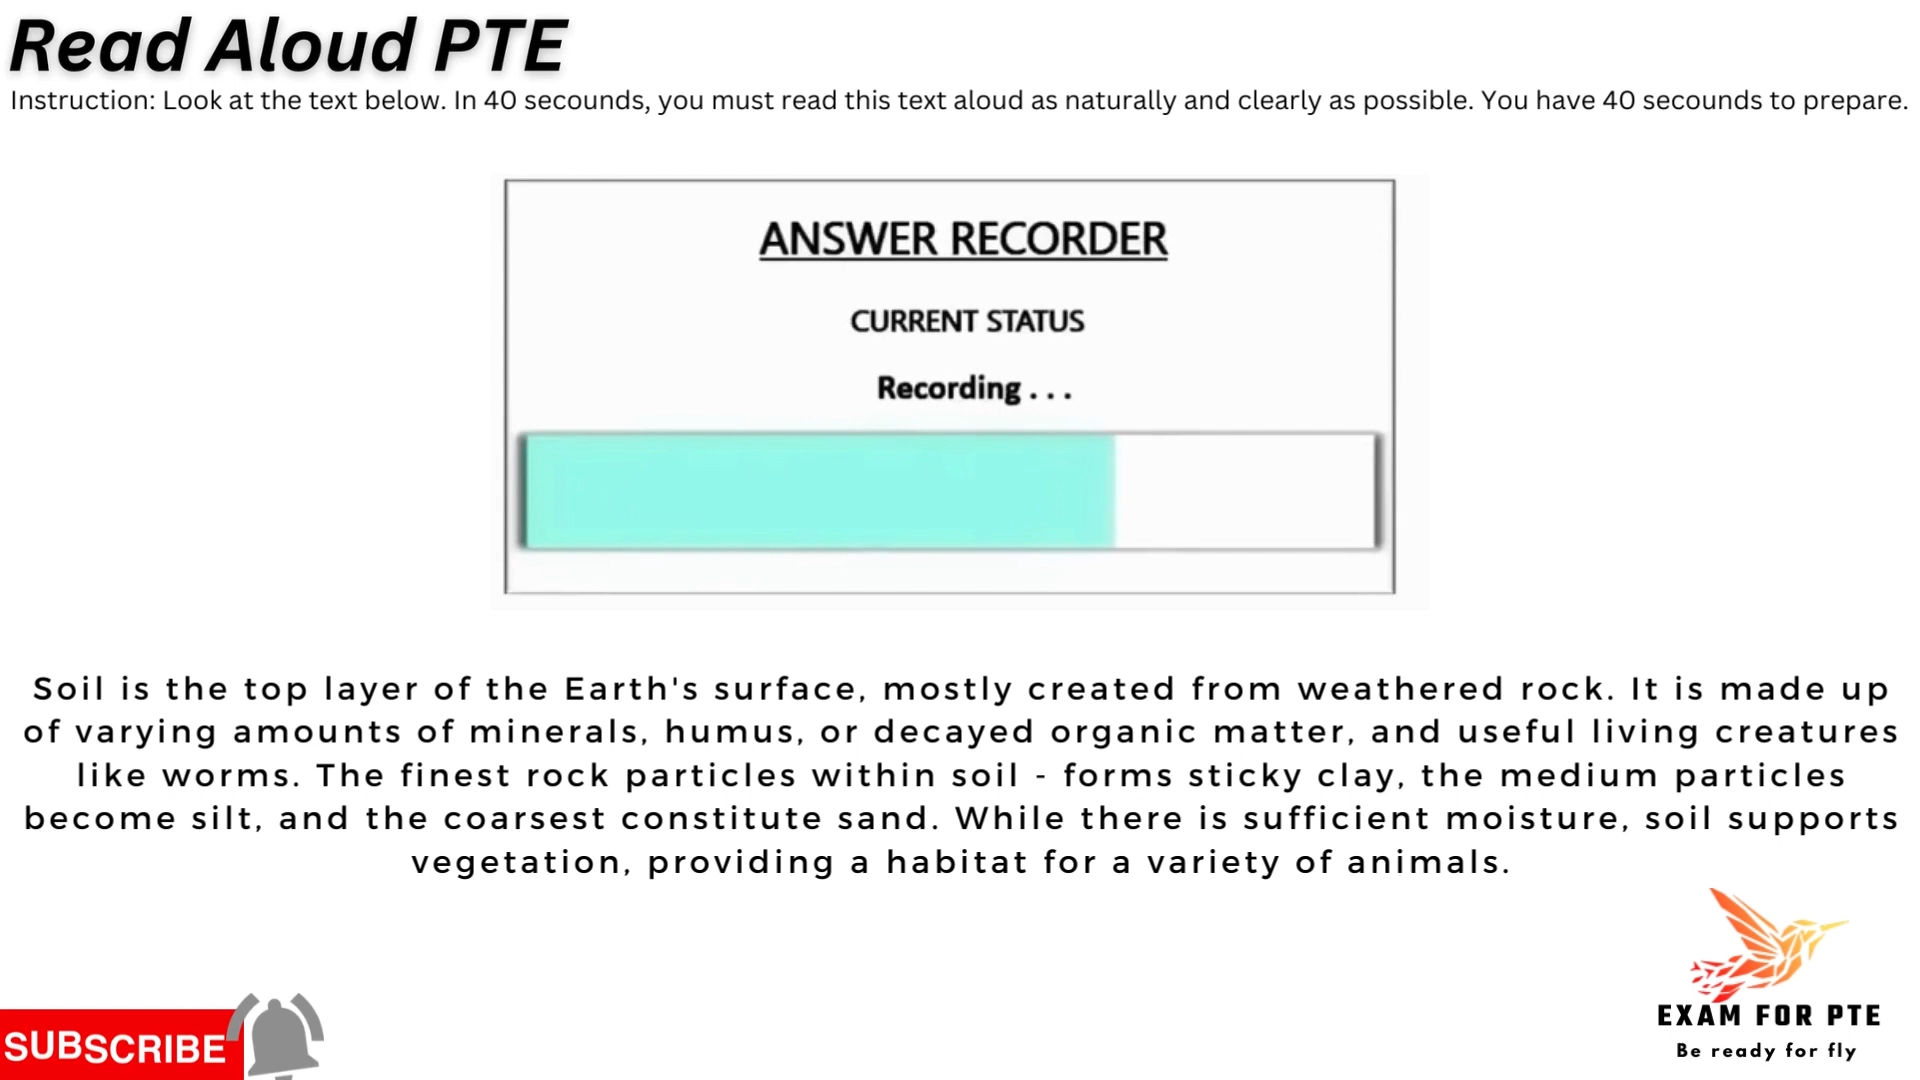 Read Aloud PTE
Instruction: Look at the text below. In 40 secounds, you must read this text aloud as naturally and clearly as possible. You have 40 secounds to prepare.
ANSWER RECORDER
CURRENT STATUS
Recording . . .
Soil is the top layer of the Earth's surface, mostly created from weathered rock. It is made up
of varying amounts of minerals, humus, or decayed organic matter, and useful living creatures
like worms. The finest rock particles within soil - forms sticky clay, the medium particles
become silt, and the coarsest constitute sand. While there is sufficient moisture, soil supports
vegetation, providing a habitat for a variety of animals.
SUBSCRIBE
EXAM FOR PTE
Be ready for fly